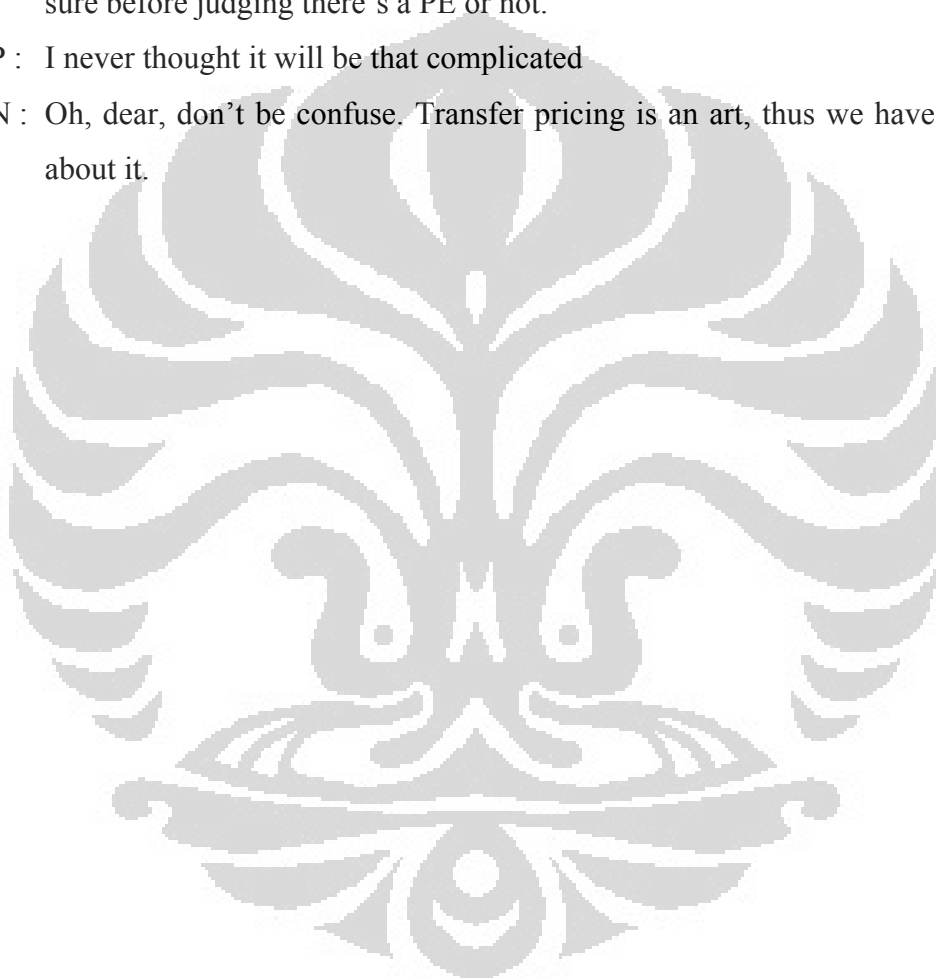 sure before judging there's a PE or not.
P : I never thought it will be that complicated
N : Oh, dear, don't be confuse. Transfer pricing is an art, thus we have
about it.